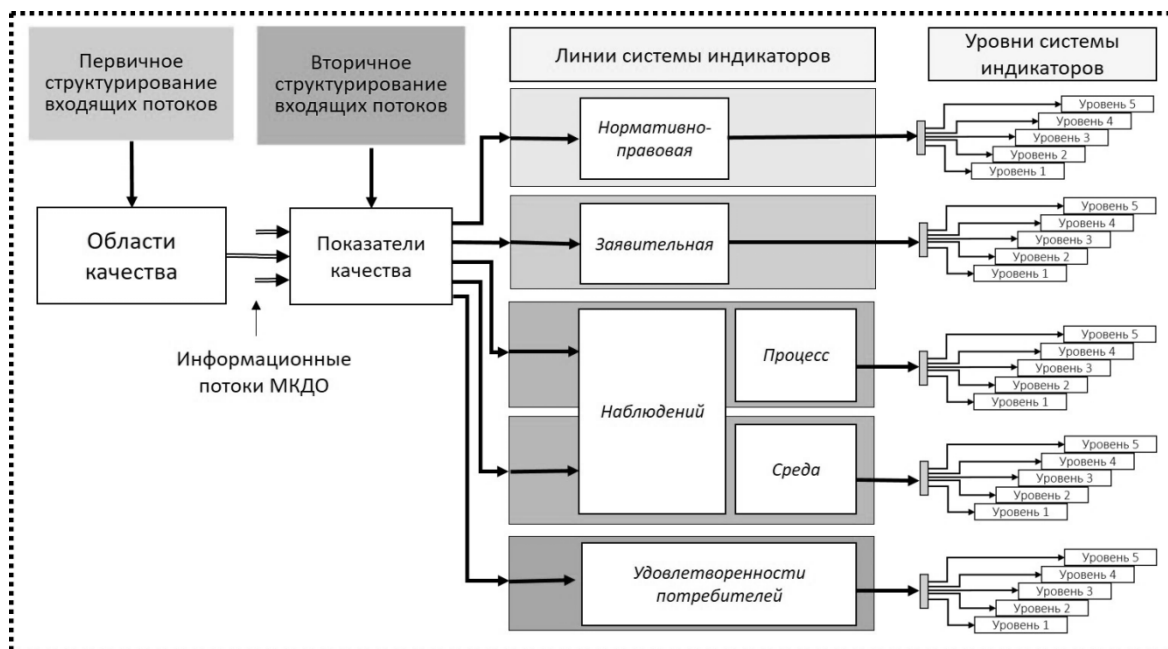 Первичное
структурирование
входящих потоков
Вторичное
структурирование
входящих потоков
Линии системы индикаторов
Уровни системы
индикаторов
Области
качества
Показатели
качества
Информационные
потоки МКДО
Нормативно-
правовая
Уровень 5
Уровень 4
Уровень 3
Уровень 2
Уровень 1
Заявительная
Уровень 5
Уровень 4
Уровень 3
Уровень 2
Уровень 1
Наблюдений
Процесс
Уровень 5
Уровень 4
Уровень 3
Уровень 2
Уровень 1
Среда
Уровень 5
Уровень 4
Уровень 3
Уровень 2
Уровень 1
Удовлетворенности
потребителей
Уровень 5
Уровень 4
Уровень 3
Уровень 2
Уровень 1